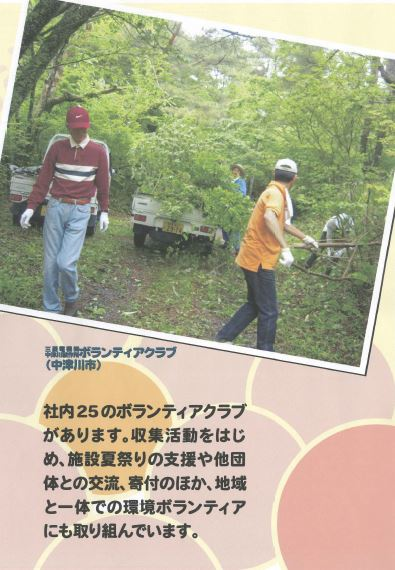 ボランティアクラブ
(中津川市)
社内25のボランティアクラブ
があります。収集活動をはじ
め、施設夏祭りの支援や他団
体との交流、寄付のほか、地域
と一体での環境ボランティア
にも取り組んでいます。